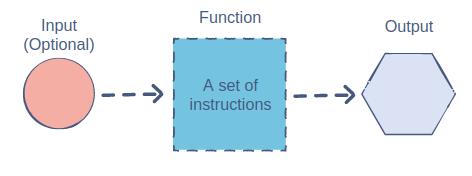 Input
(Optional)
Function
A set of
instructions
Output